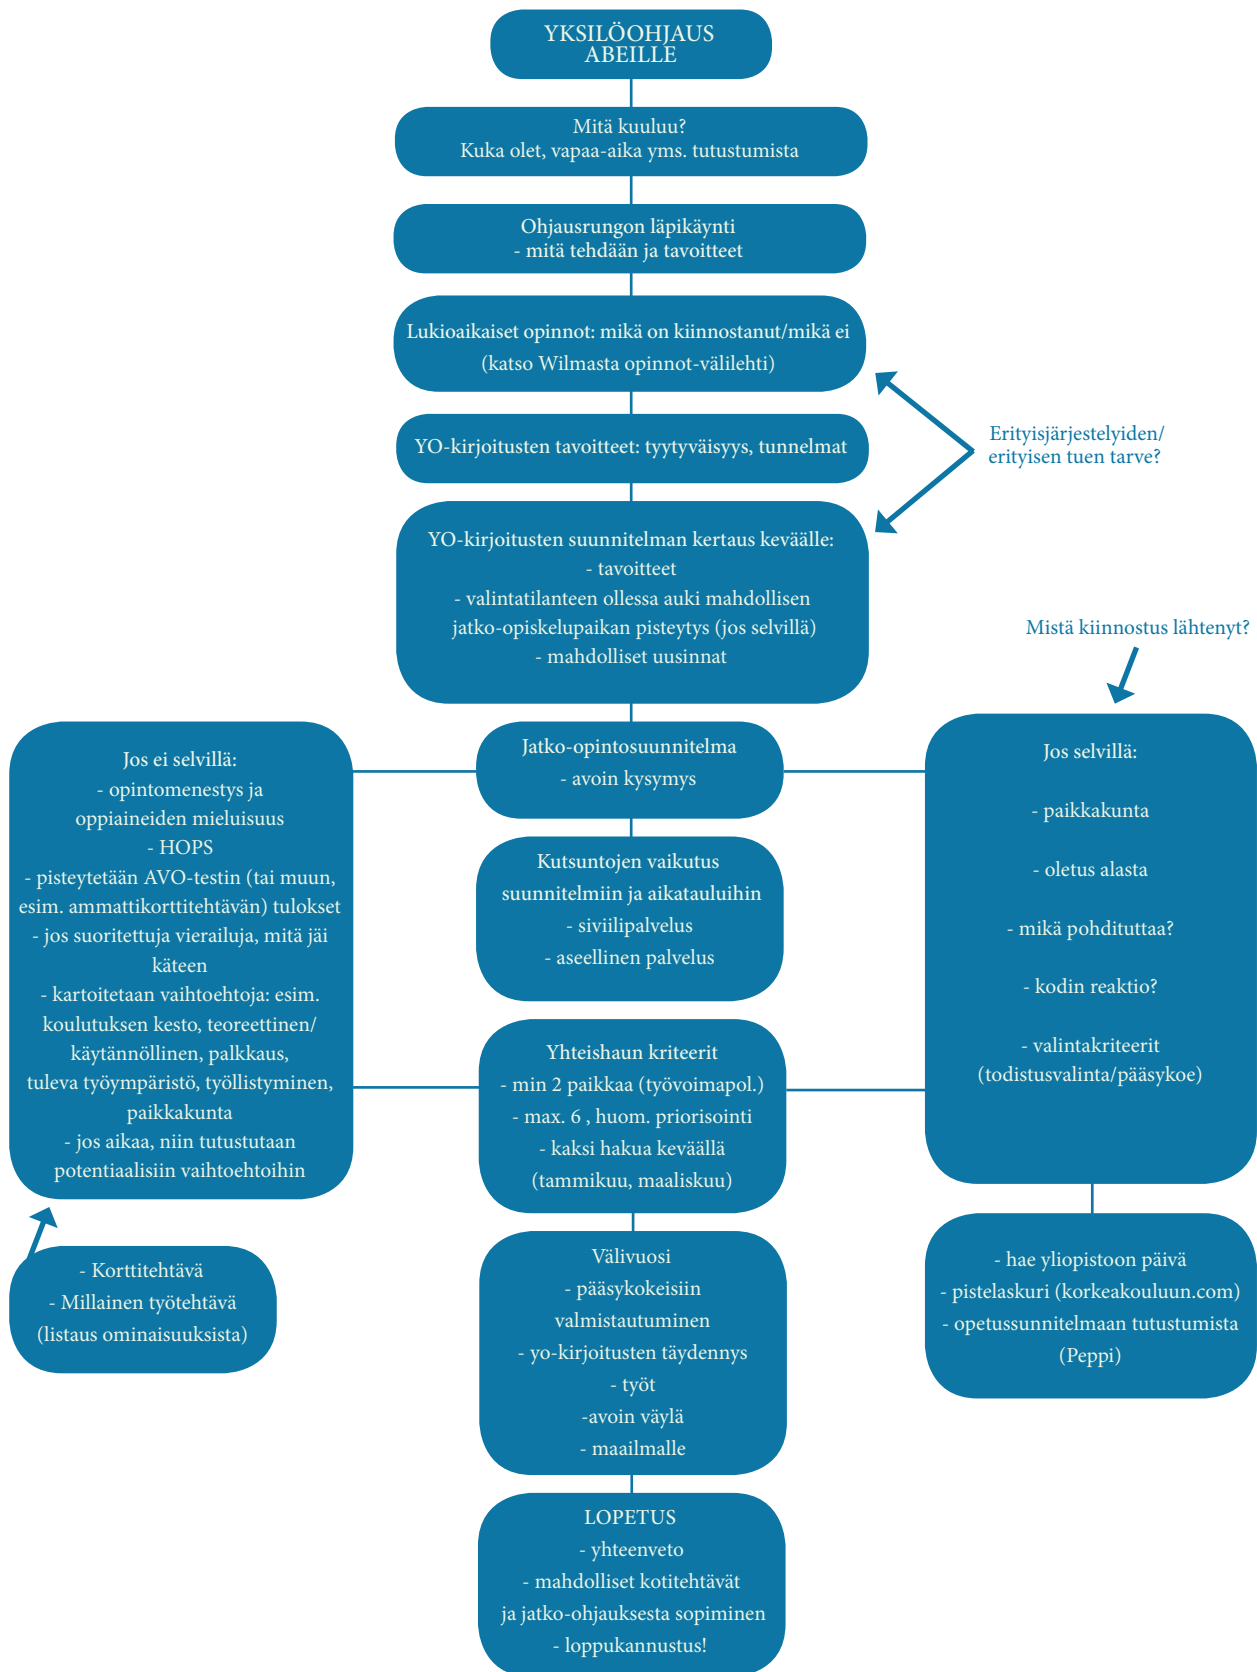 YKSILÖOHJAUS
ABEILLE
Mitä kuuluu?
Kuka olet, vapaa-aika yms. tutustumista
Ohjausrungon läpikäynti
- mitä tehdään ja tavoitteet
Lukioaikaiset opinnot: mikä on kiinnostanut/mikä ei
(katso Wilmasta opinnot-välilehti)
YO-kirjoitusten tavoitteet: tyytyväisyys, tunnelmat
Erityisjärjestelyiden/
erityisen tuen tarve?
YO-kirjoitusten suunnitelman kertaus keväälle:
- tavoitteet
- valintatilanteen ollessa auki mahdollisen
jatko-opiskelupaikan pisteytys (jos selvillä)
- mahdolliset uusinnat
Mistä kiinnostus lähtenyt?
Jos ei selvillä:
- opintomenestys ja
oppiaineiden mieluisuus
- HOPS
- pisteytetään AVO-testin (tai muun,
esim. ammattikorttitehtävän) tulokset
- jos suoritettuja vierailuja, mitä jäi
käteen
- kartoitetaan vaihtoehtoja: esim.
koulutuksen kesto, teoreettinen/
käytännöllinen, palkkaus,
tuleva työympäristö, työllistyminen,
paikkakunta
- jos aikaa, niin tutustutaan
potentiaalisiin vaihtoehtoihin
- Korttitehtävä
- Millainen työtehtävä
(listaus ominaisuuksista)
Jatko-opintosuunnitelma
- avoin kysymys
Kutsuntojen vaikutus
suunnitelmiin ja aikatauluihin
- siviilipalvelus
- aseellinen palvelus
Yhteishaun kriteerit
- min 2 paikkaa (työvoimapol.)
- max. 6 , huom. priorisointi
- kaksi hakua keväällä
(tammikuu, maaliskuu)
Jos selvillä:
- paikkakunta
- oletus alasta
- mikä pohdituttaa?
- kodin reaktio?
- valintakriteerit
(todistusvalinta/pääsykoe)
- hae yliopistoon päivä
- pistelaskuri (korkeakouluun.com)
- opetussunnitelmaan tutustumista
(Peppi)
Välivuosi
- pääsykokeisiin
valmistautuminen
- yo-kirjoitusten täydennys
- työt
-avoin väylä
- maailmalle
LOPETUS
- yhteenveto
- mahdolliset kotitehtävät
ja jatko-ohjauksesta sopiminen
- loppukannustus!